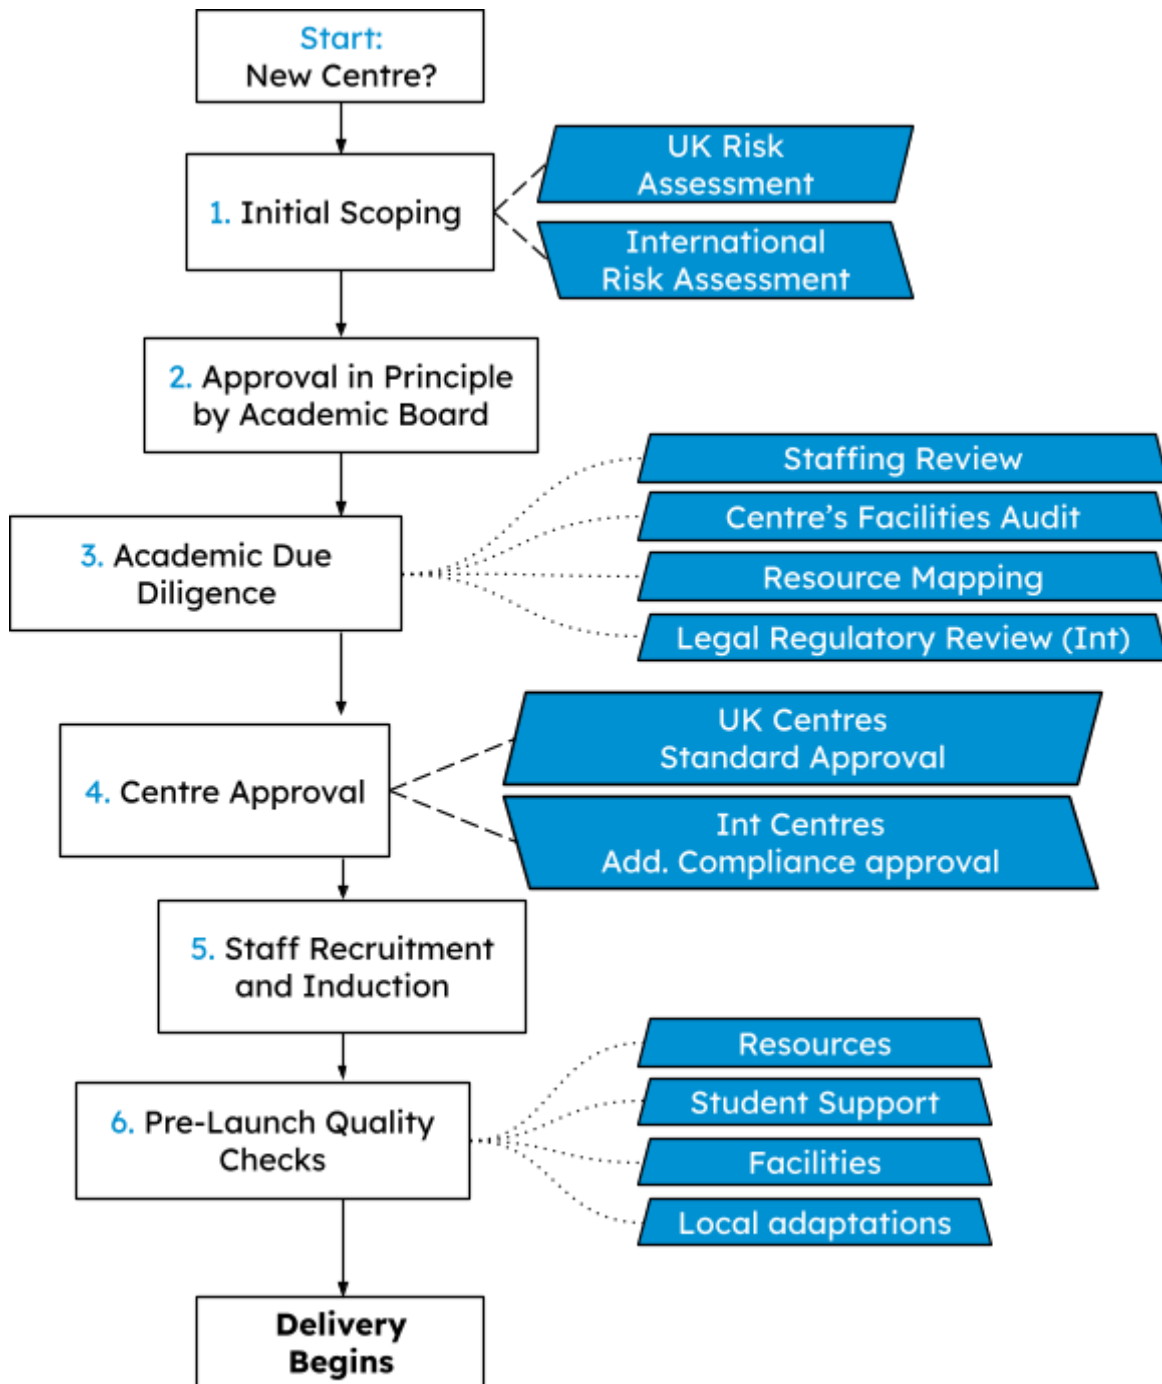 Start:
New Centre?
UK Risk
Assessment
1. Initial Scoping
International
Risk Assessment
2. Approval in Principle
by Academic Board
Staffing Review
Centre’s Facilities Audit
3. Academic Due
Diligence
Resource Mapping
Legal Regulatory Review (Int)
UK Centres
Standard Approval
4. Centre Approval
Int Centres
Add. Compliance approval
5. Staff Recruitment
and Induction
Resources
Student Support
6. Pre-Launch Quality
Checks
Facilities
Local adaptations
Delivery
Begins